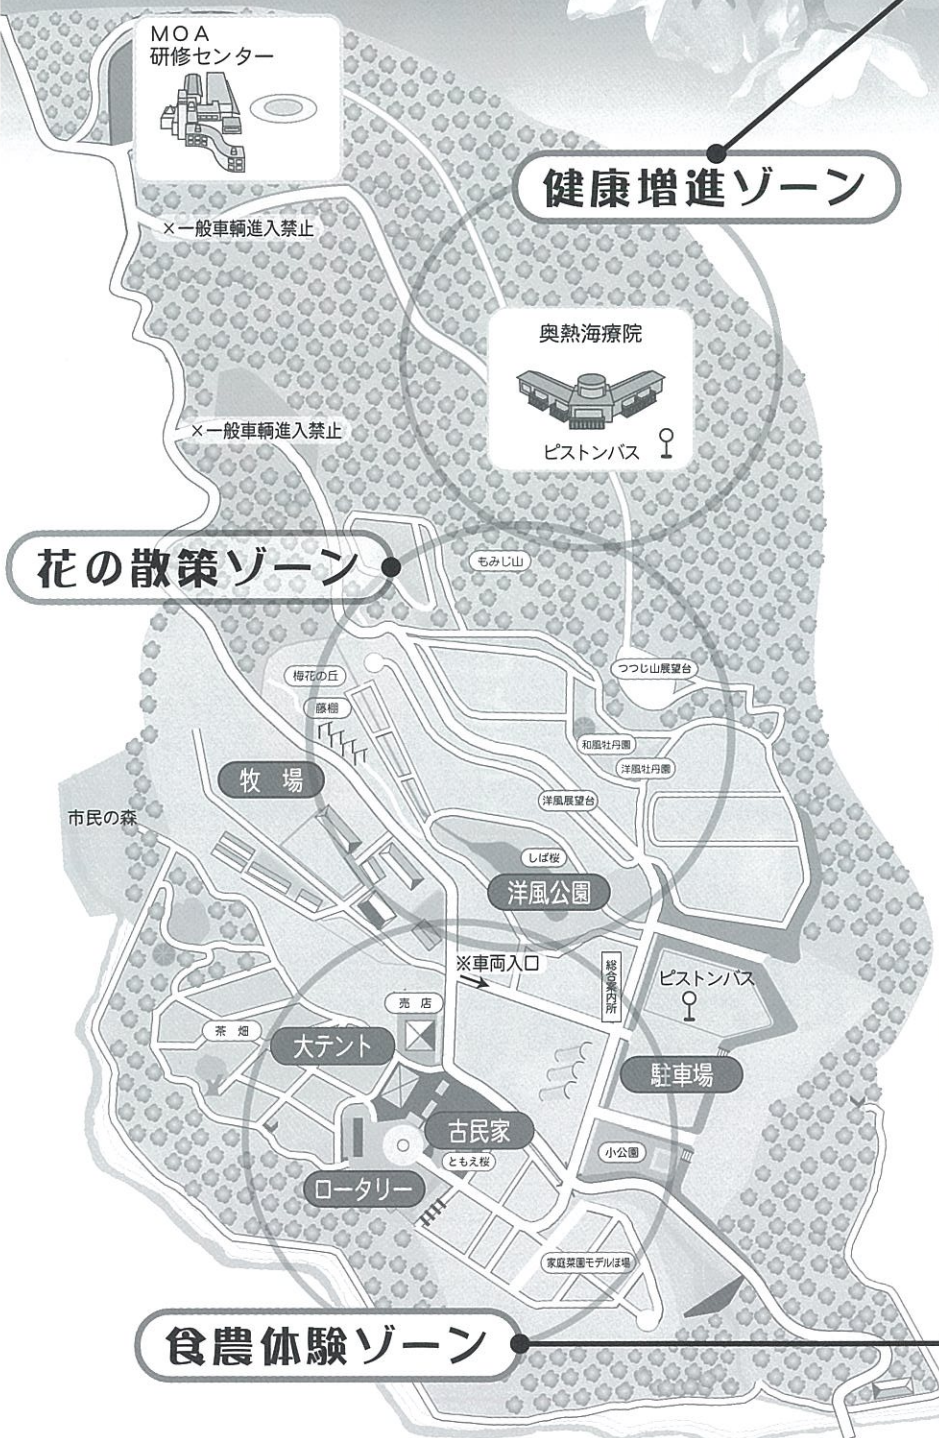 MOA
研修センター
健康増進ゾーン
×一般車輌進入禁止
奥熱海療院
ピストンバス
×一般車輌進入禁止
花の散策ゾーン
もみじ山
つつじ山展望台
梅花の丘
藤棚
和風牡丹園
洋風牡丹園
牧 場
洋風展望台
市民の森
しば桜
洋風公園
※車両入口
総合案内所
ピストンバス
売 店
茶 畑
大テント
駐車場
古民家
小公園
ともえ桜
ロータリー
家庭菜園モデルほ場
食農体験ゾーン